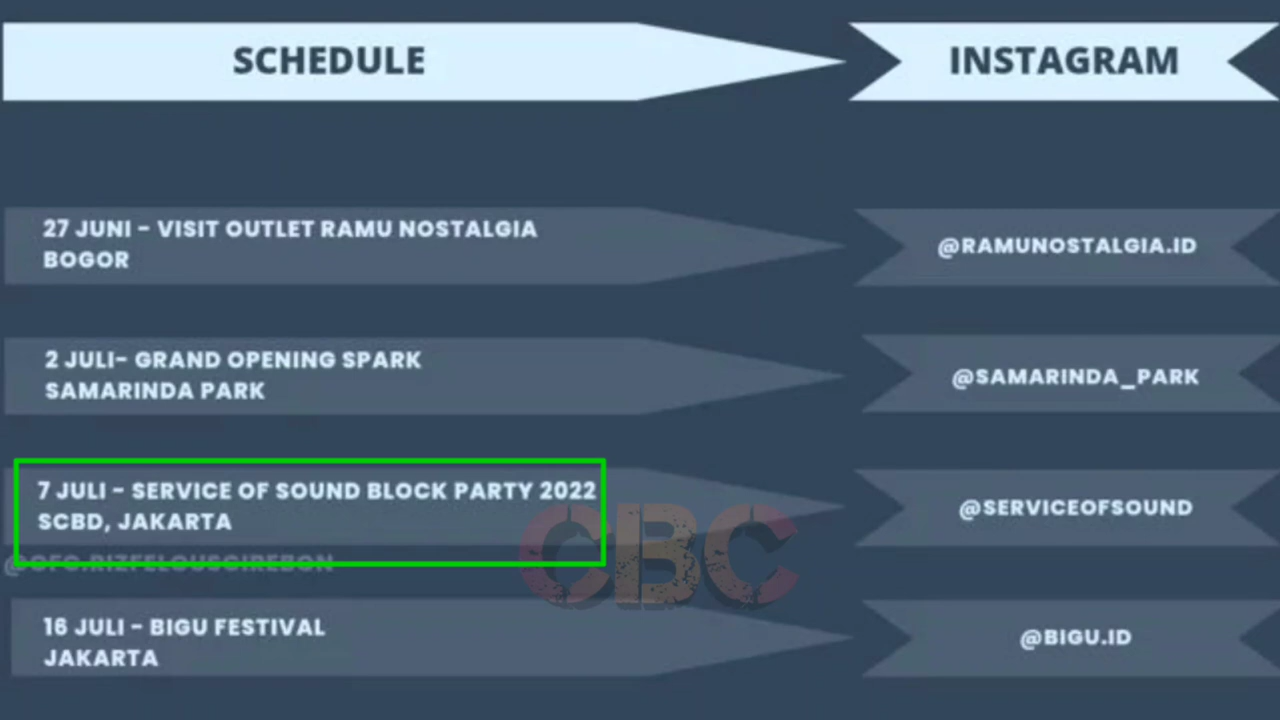 SCHEDULE
INSTAGRAM
27 JUNI - VISIT OUTLET RAMU NOSTALGIA
BOGOR
@RAMUNOSTALGIA.ID
2 JULI- GRAND OPENING SPARK
SAMARINDA PARK
@SAMARINDA_PARK
7 JULI - SERVICE OF SOUND BLOCK PARTY 2022
SCBD, JAKARTA
@SERVICEOFSOUND
CBC
16 JULI - BIGU FESTIVAL
JAKARTA
@BIGU.ID